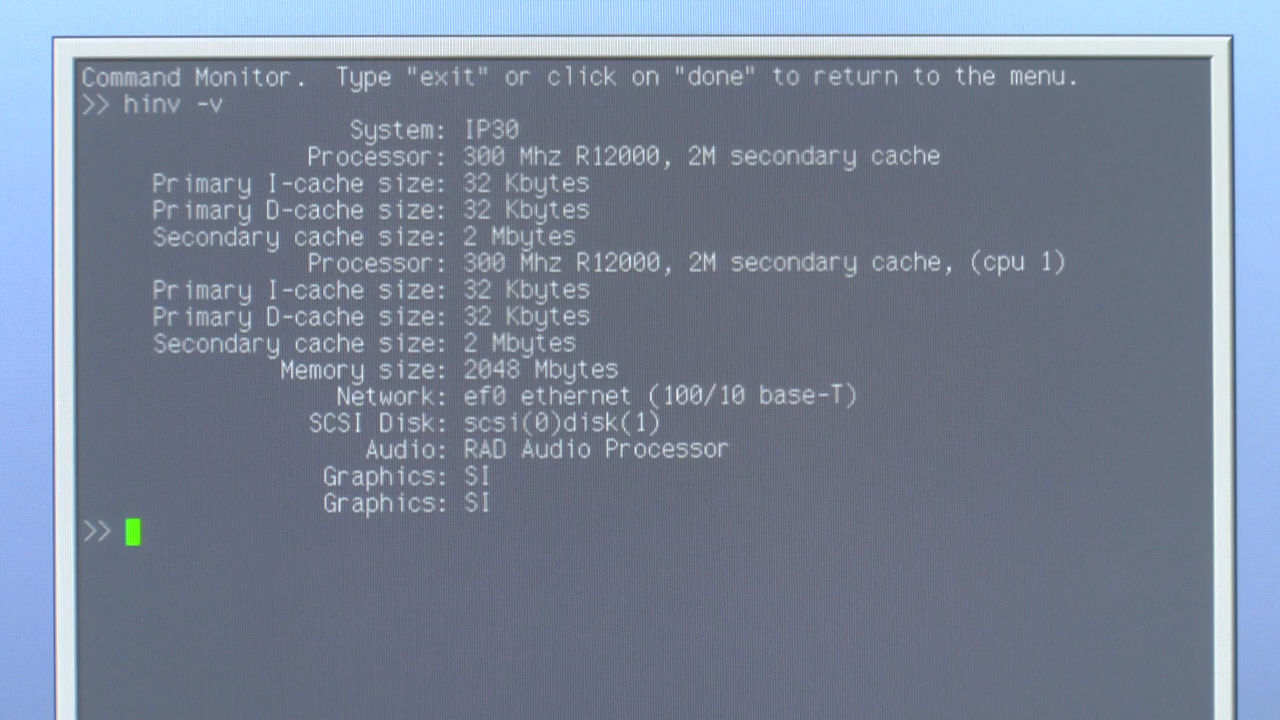 Command Monitor.  Type "exit" or click on "done" to return to the menu.
>> hinv -v
System: IP30
Processor: 300 Mhz R12000, 2M secondary cache
Primary I-cache size: 32 Kbytes
Primary D-cache size: 32 Kbytes
Secondary cache size: 2 Mbytes
Processor: 300 Mhz R12000, 2M secondary cache, (cpu 1)
Primary I-cache size: 32 Kbytes
Primary D-cache size: 32 Kbytes
Secondary cache size: 2 Mbytes
Memory size: 2048 Mbytes
Network: ef0 ethernet (100/10 base-T)
SCSI Disk: scsi(0)disk(1)
Audio: RAD Audio Processor
Graphics: SI
Graphics: SI
>>